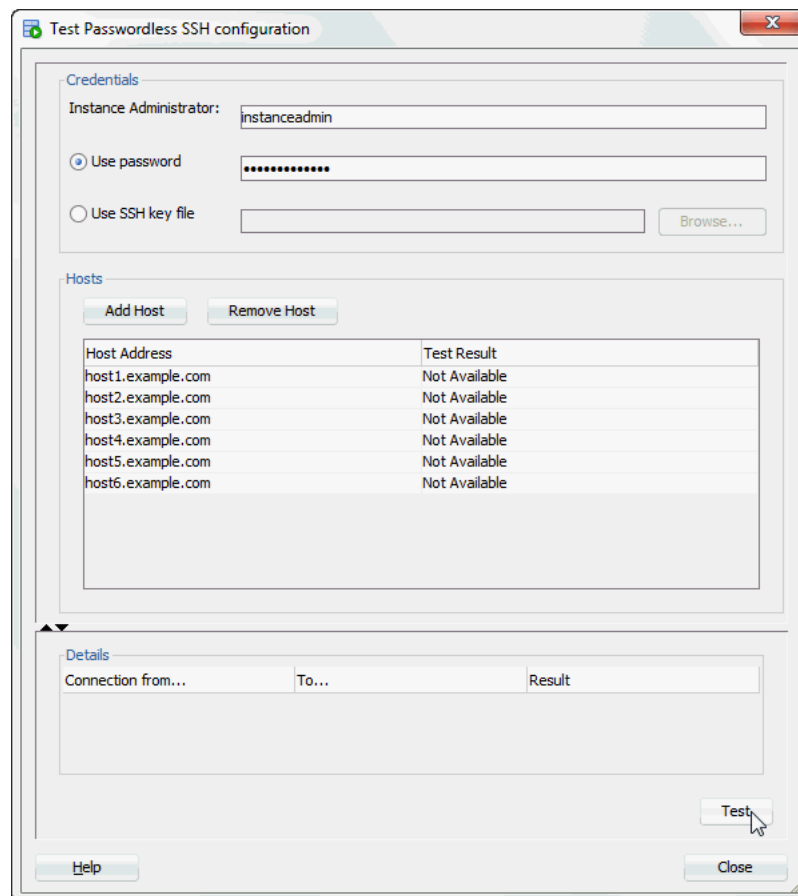 Test Passwordless SSH configuration
Credentials
Instance Administrator: instanceadmin
Use password •••••••••••••
Use SSH key file Browse...
Hosts
Add Host Remove Host
Host Address Test Result
host1.example.com Not Available
host2.example.com Not Available
host3.example.com Not Available
host4.example.com Not Available
host5.example.com Not Available
host6.example.com Not Available
Details
Connection from... To... Result
Test
Help Close